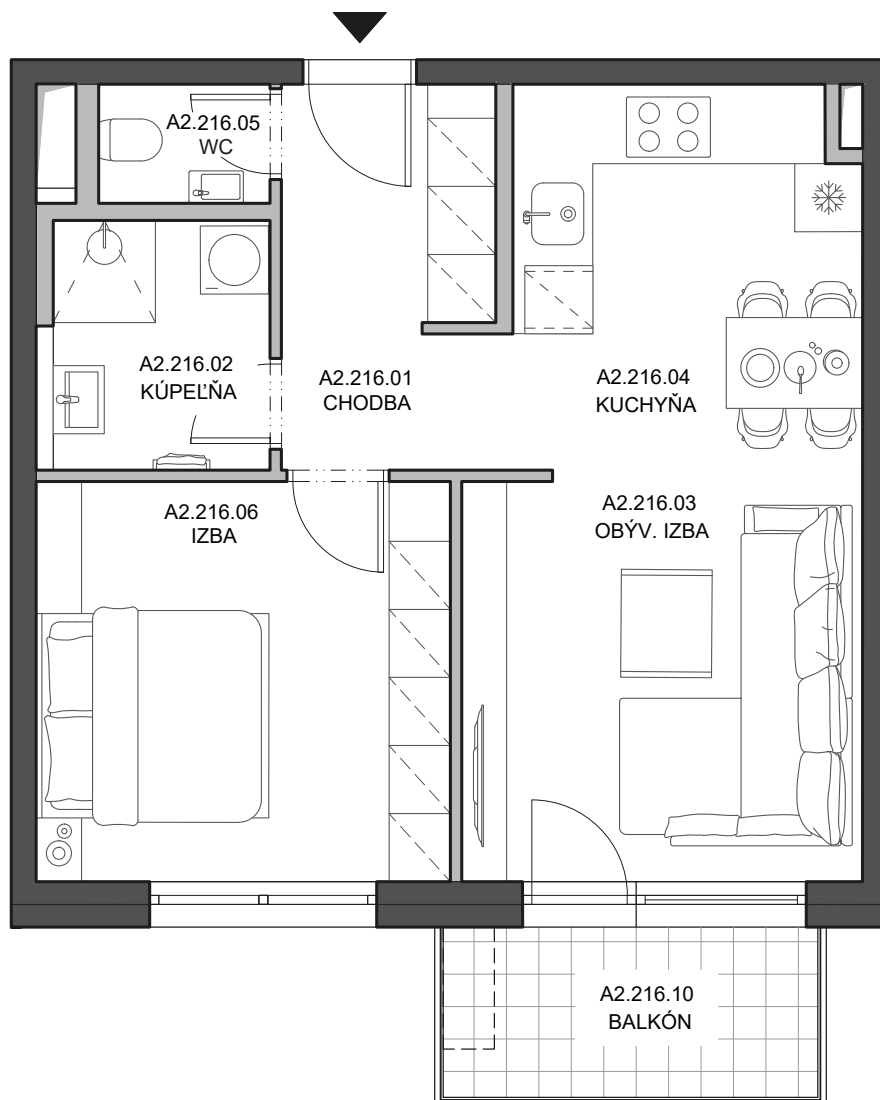 A2.216.05
WC
A2.216.02
KÚPEĽŇA
A2.216.01
CHODBA
A2.216.04
KUCHYŇA
A2.216.06
IZBA
A2.216.03
OBÝV. IZBA
A2.216.10
BALKÓN